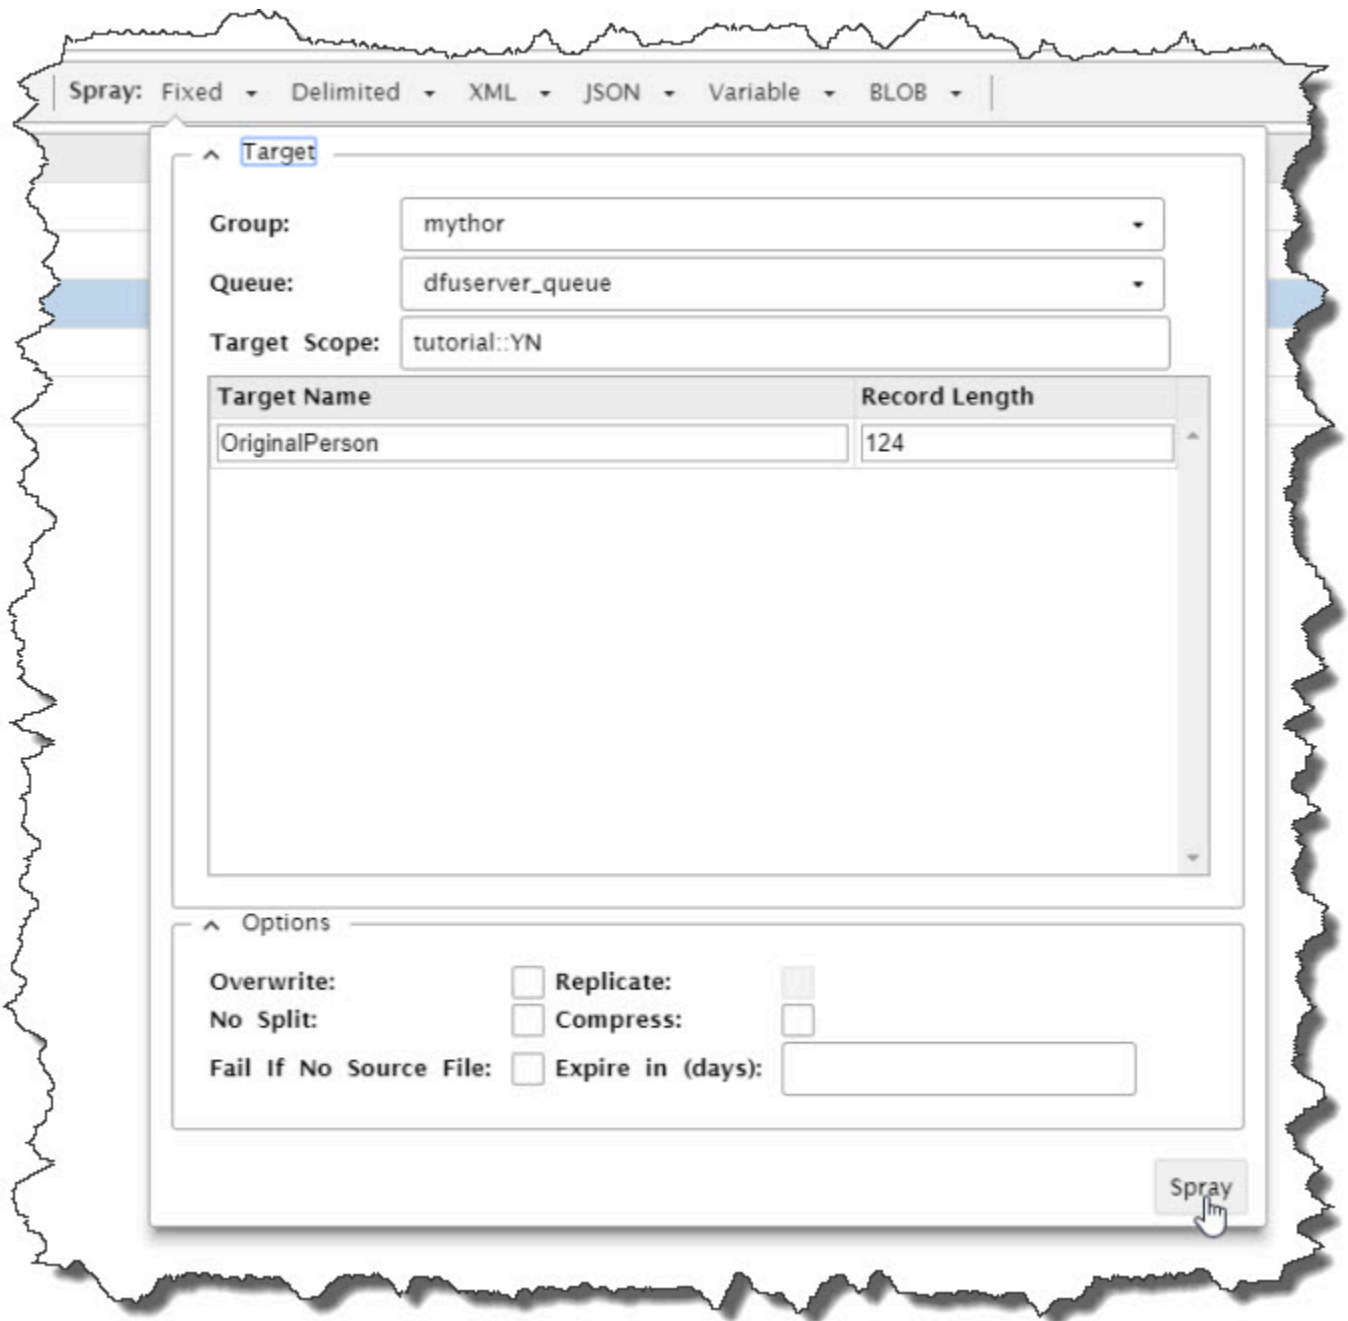 Spray: Fixed Delimited XML JSON Variable BLOB
Target
Group: mythor
Queue: dfuserver_queue
Target Scope: tutorial::YN
Target Name Record Length
OriginalPerson 124
Options
Overwrite: Replicate:
No Split: Compress:
Fail If No Source File: Expire in (days):
Spray